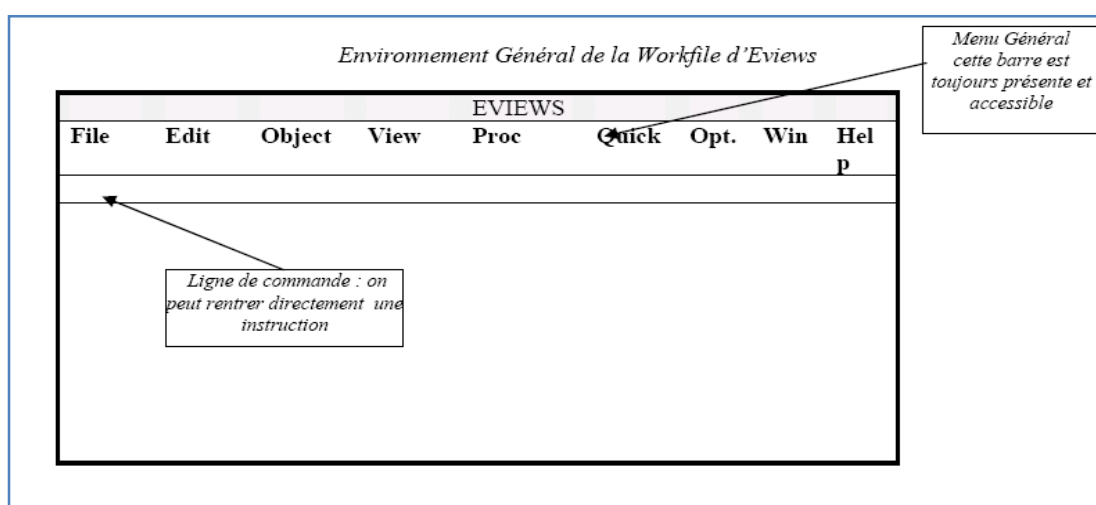 Environnement Général de la Workfile d'Eviews
Menu Général
cette barre est
toujours présente et
accessible
EVIEWS
File Edit Object View Proc Quick Opt. Win Hel
p
Ligne de commande : on
peut rentrer directement une
instruction